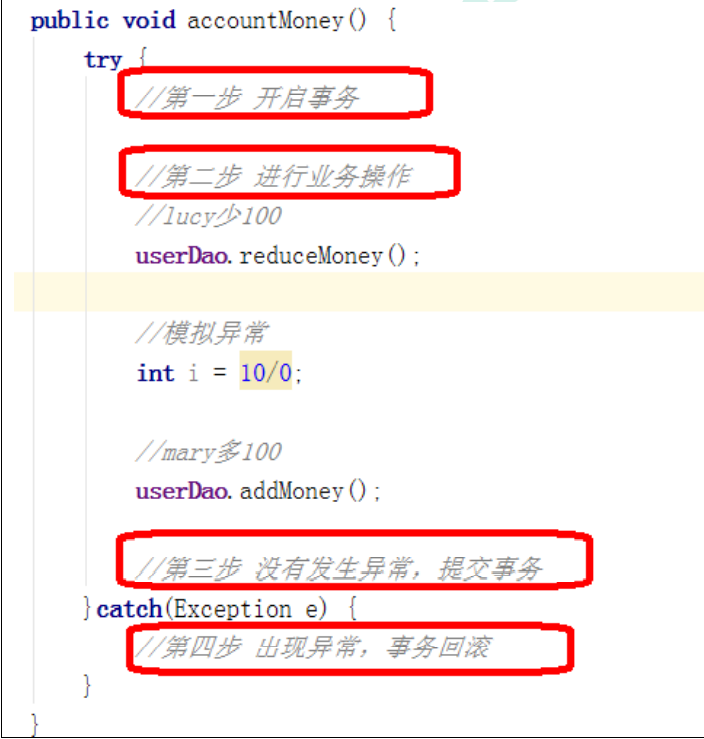 public void accountMoney() {
try {
//第一步 开启事务
//第二步 进行业务操作
//lucy少100
userDao.reduceMoney();
//模拟异常
int i = 10/0;
//mary多100
userDao.addMoney();
//第三步 没有发生异常，提交事务
}catch(Exception e) {
//第四步 出现异常，事务回滚
}
}